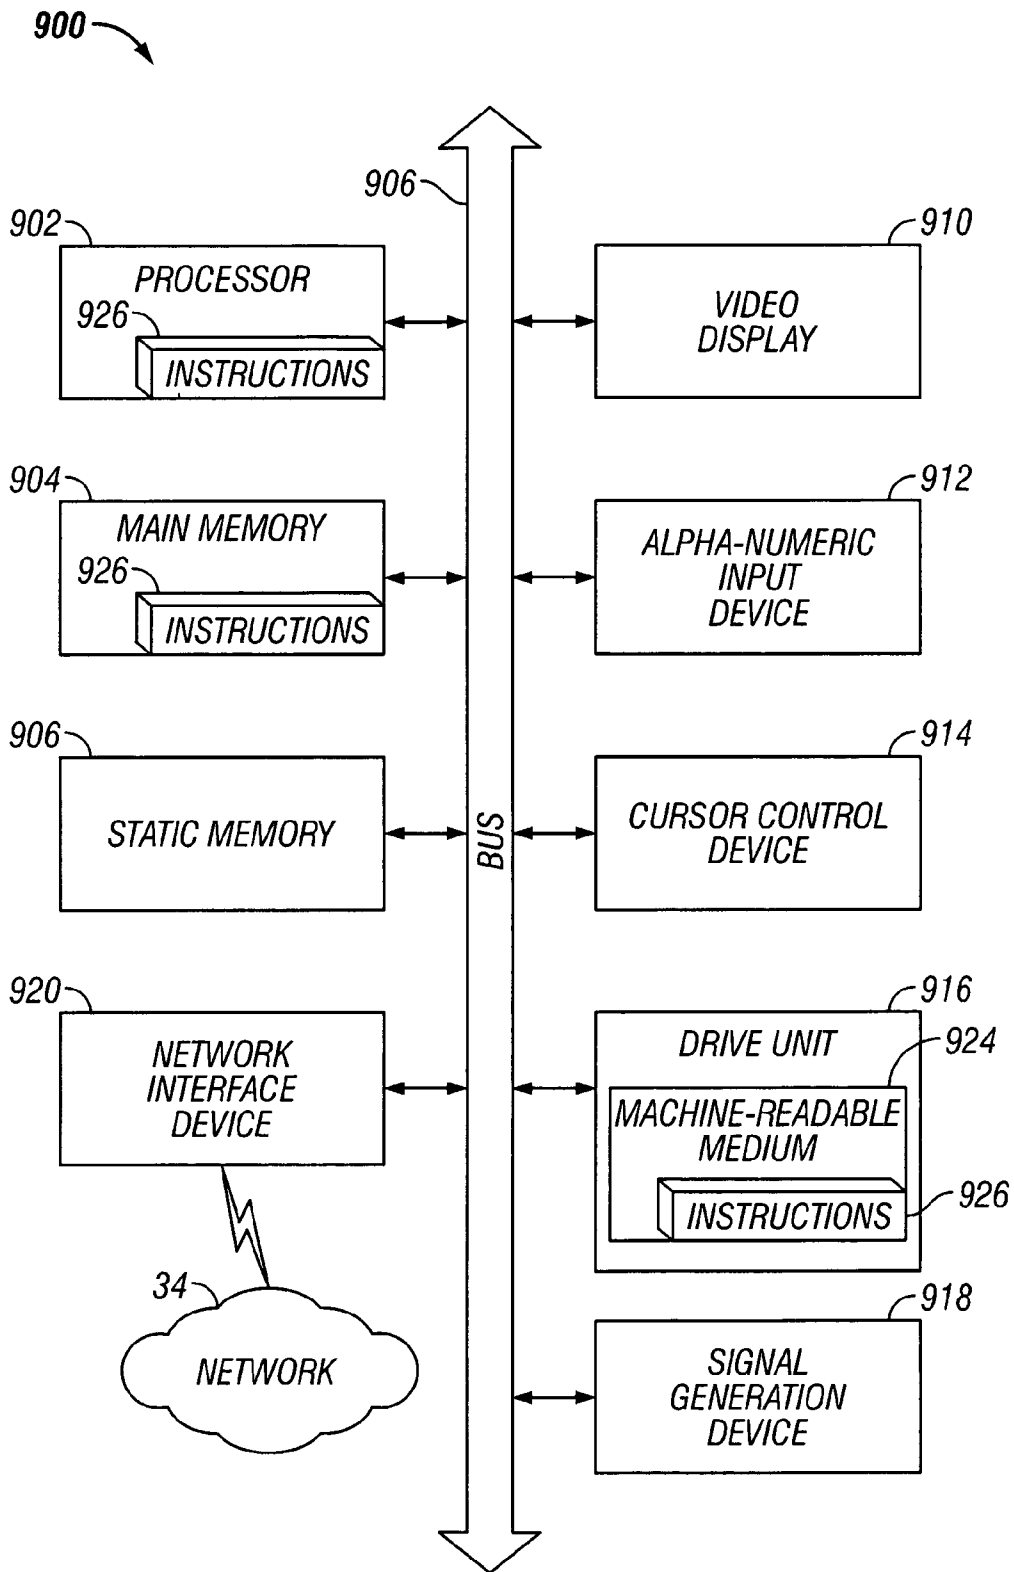 900
906
902
PROCESSOR
926
INSTRUCTIONS
910
VIDEO
DISPLAY
904
MAIN MEMORY
926
INSTRUCTIONS
912
ALPHA-NUMERIC
INPUT
DEVICE
906
STATIC MEMORY
BUS
914
CURSOR CONTROL
DEVICE
920
NETWORK
INTERFACE
DEVICE
916
DRIVE UNIT
924
MACHINE-READABLE
MEDIUM
INSTRUCTIONS
926
34
NETWORK
918
SIGNAL
GENERATION
DEVICE